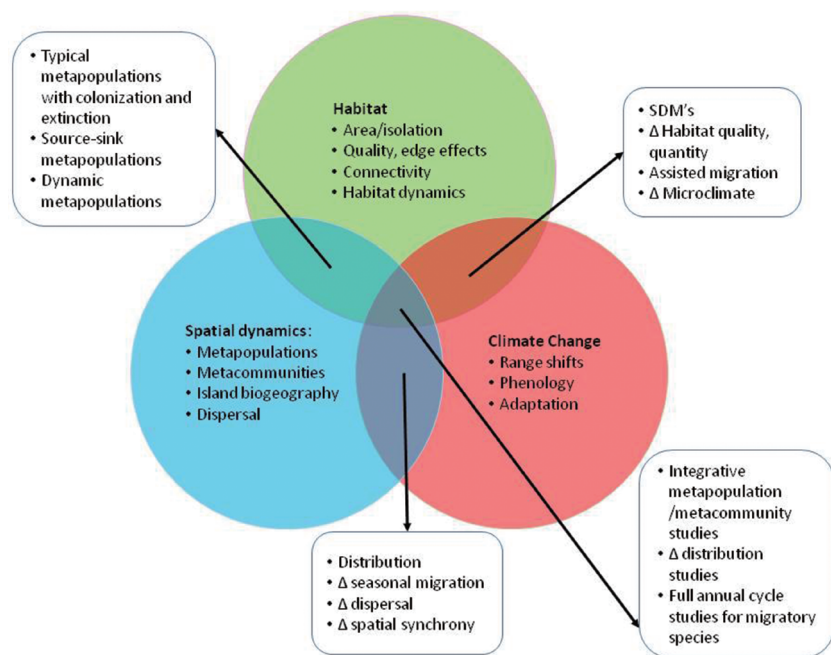 • Typical
metapopulations
with colonization and
extinction
• Source-sink
metapopulations
• Dynamic
metapopulations
Habitat
• Area/isolation
• Quality, edge effects
• Connectivity
• Habitat dynamics
• SDM's
• Δ Habitat quality,
quantity
• Assisted migration
• Δ Microclimate
Spatial dynamics:
• Metapopulations
• Metacommunities
• Island biogeography
• Dispersal
Climate Change
• Range shifts
• Phenology
• Adaptation
• Distribution
• Δ seasonal migration
• Δ dispersal
• Δ spatial synchrony
• Integrative
metapopulation
/metacommunity
studies
• Δ distribution
studies
• Full annual cycle
studies for migratory
species